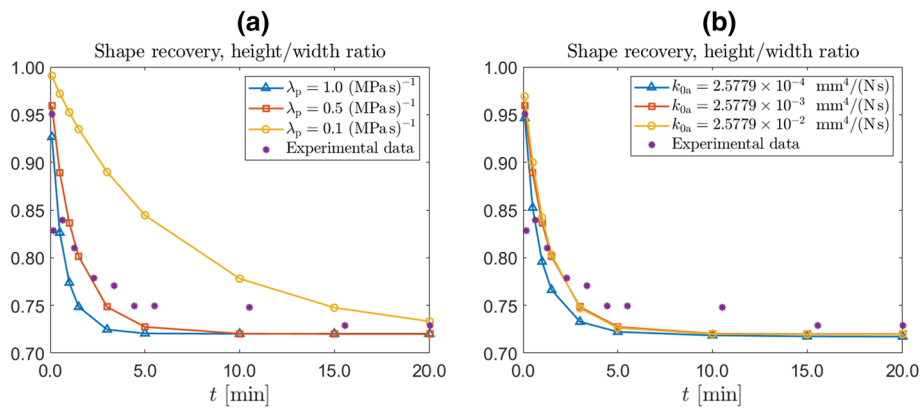 (a)
Shape recovery, height/width ratio
λp = 1.0 (MPa s)⁻¹
λp = 0.5 (MPa s)⁻¹
λp = 0.1 (MPa s)⁻¹
Experimental data
1.00
0.95
0.90
0.85
0.80
0.75
0.70
0.0 5.0 10.0 15.0 20.0
t [min]
(b)
Shape recovery, height/width ratio
k0a = 2.5779 × 10⁻⁴ mm⁴/(N s)
k0a = 2.5779 × 10⁻³ mm⁴/(N s)
k0a = 2.5779 × 10⁻² mm⁴/(N s)
Experimental data
1.00
0.95
0.90
0.85
0.80
0.75
0.70
0.0 5.0 10.0 15.0 20.0
t [min]